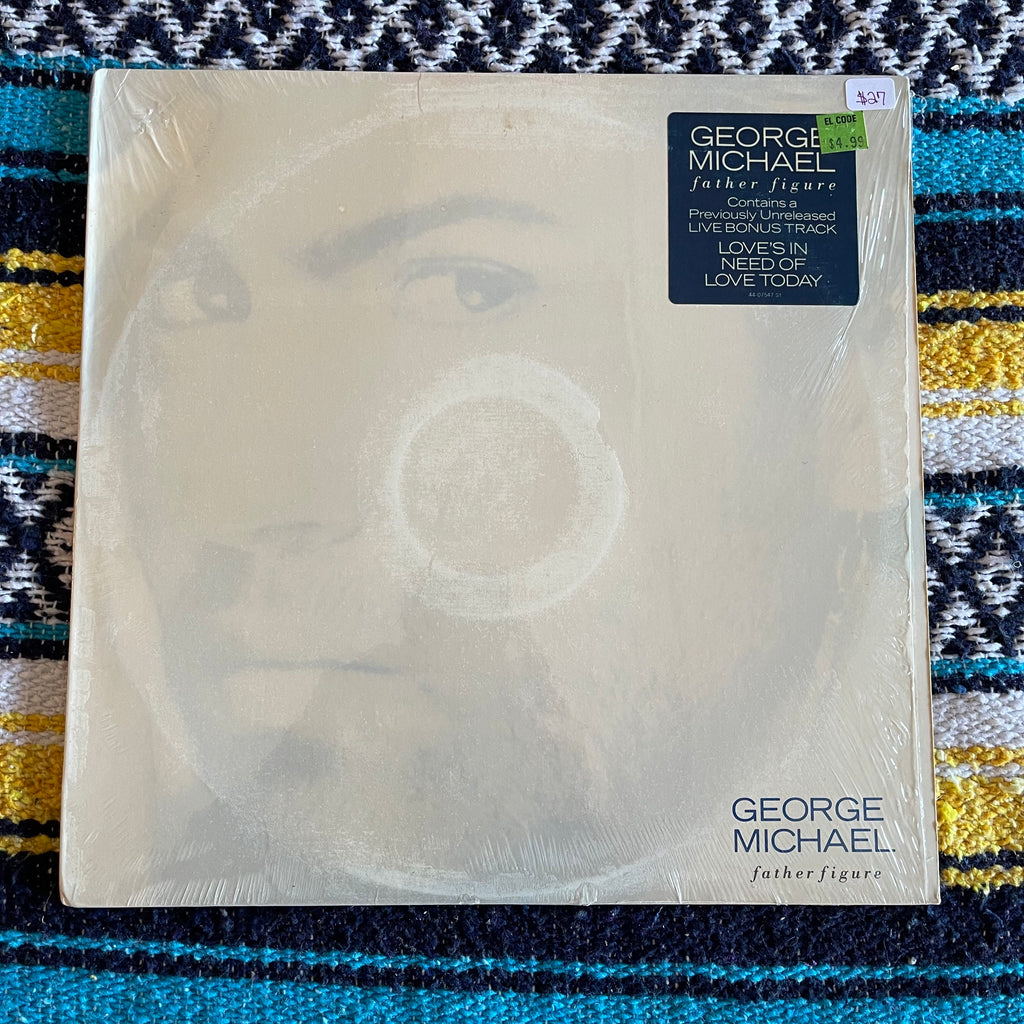 $27
EL CODE
$4.99
GEORGE
MICHAEL
father figure
Contains a
Previously Unreleased
LIVE BONUS TRACK
LOVE'S IN
NEED OF
LOVE TODAY
44 07547 S1
GEORGE
MICHAEL.
father figure